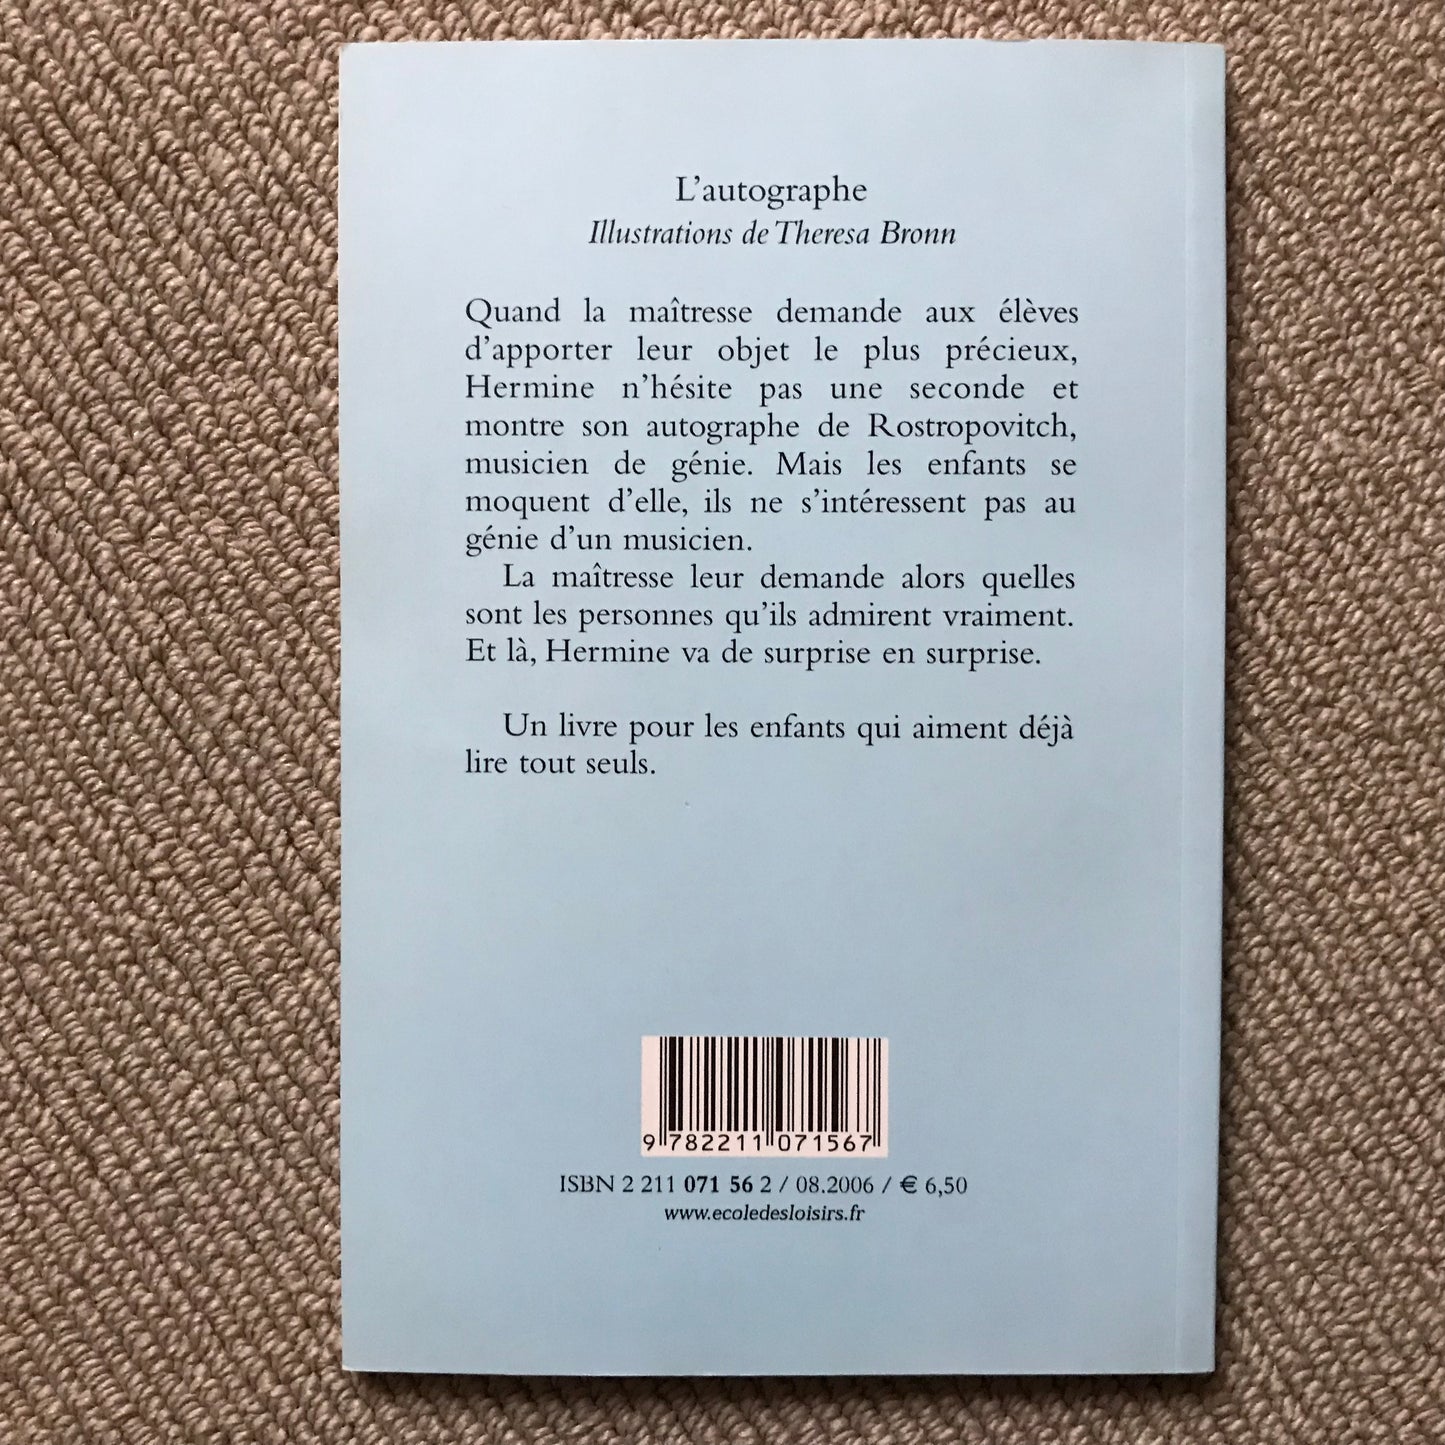 L'autographe
Illustrations de Theresa Bronn
Quand la maîtresse demande aux élèves
d'apporter leur objet le plus précieux,
Hermine n'hésite pas une seconde et
montre son autographe de Rostropovitch,
musicien de génie. Mais les enfants se
moquent d'elle, ils ne s'intéressent pas au
génie d'un musicien.
La maîtresse leur demande alors quelles
sont les personnes qu'ils admirent vraiment.
Et là, Hermine va de surprise en surprise.
Un livre pour les enfants qui aiment déjà
lire tout seuls.
9 782211 071567
ISBN 2 211 071 56 2 / 08.2006 / € 6,50
www.ecoledesloisirs.fr